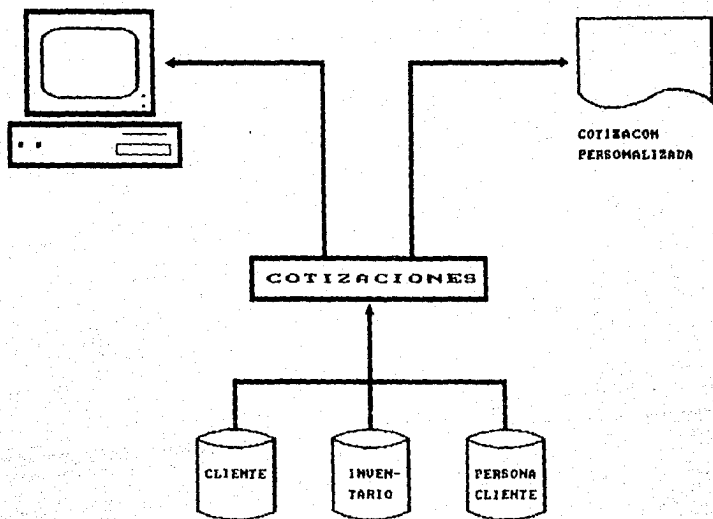 COTIZACON
PERSONALIZADA
COTIZACIONES
CLIENTE
INVEN-
TARIO
PERSONA
CLIENTE